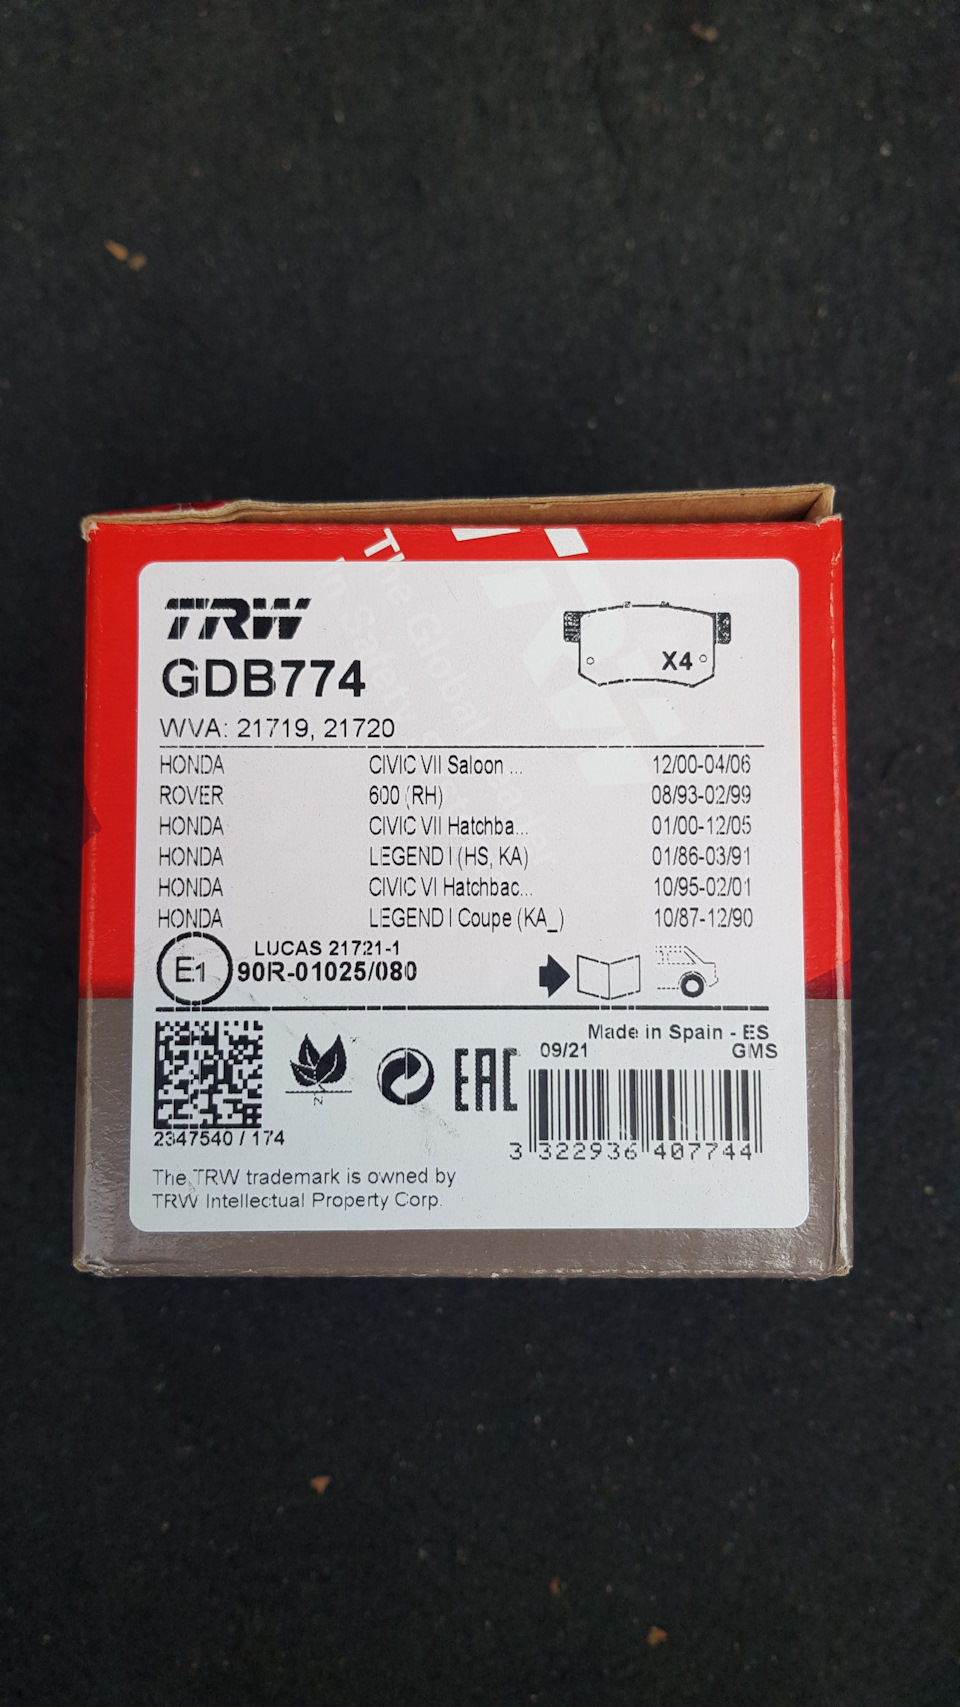 TRW
GDB774
X4
WVA: 21719, 21720
HONDA CIVIC VII Saloon ... 12/00-04/06
ROVER 600 (RH) 08/93-02/99
HONDA CIVIC VII Hatchba... 01/00-12/05
HONDA LEGEND I (HS, KA) 01/86-03/91
HONDA CIVIC VI Hatchbac... 10/95-02/01
HONDA LEGEND I Coupe (KA_) 10/87-12/90
E1
LUCAS 21721-1
90R-01025/080
Made in Spain - ES
09/21 GMS
EAC
2347540 / 174
3 322936 407744
The TRW trademark is owned by
TRW Intellectual Property Corp.